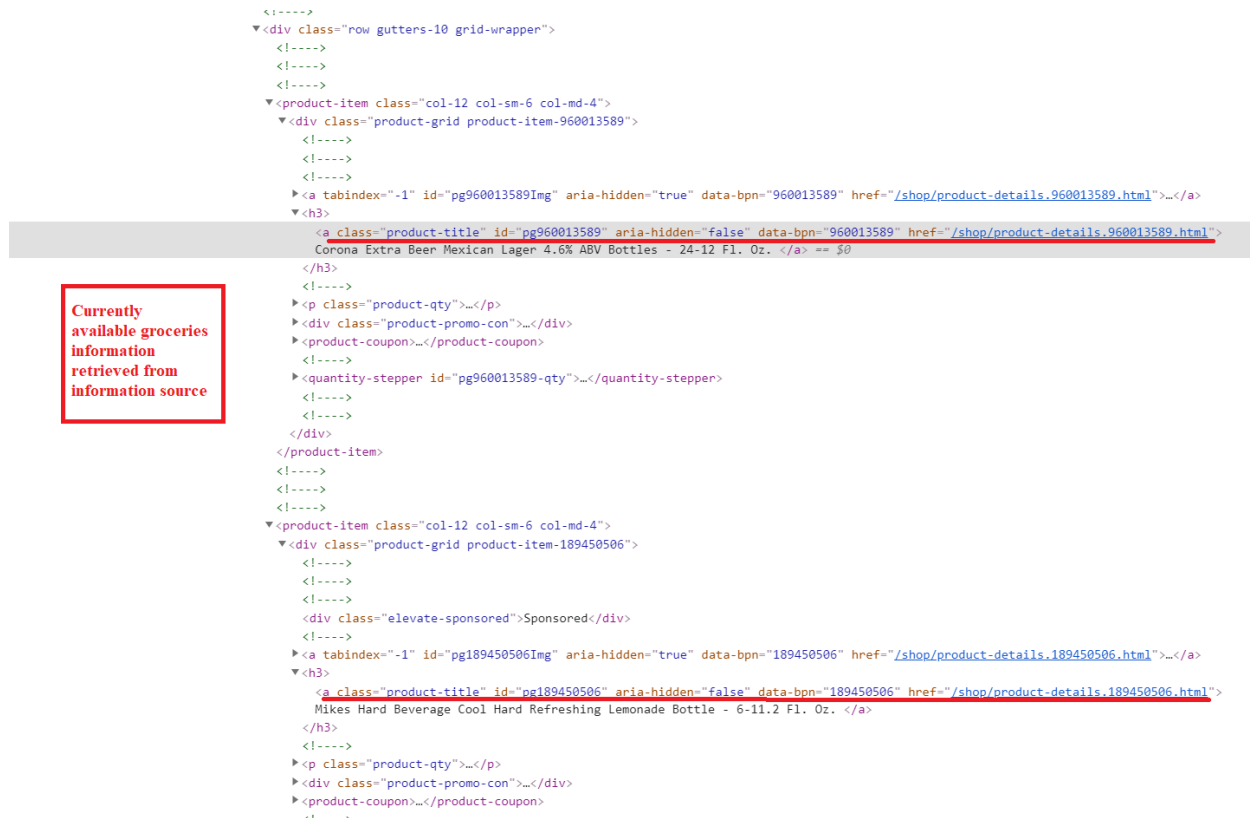 <!---->
▼<div class="row gutters-10 grid-wrapper">
<!---->
<!---->
<!---->
▼<product-item class="col-12 col-sm-6 col-md-4">
▼<div class="product-grid product-item-960013589">
<!---->
<!---->
<!---->
▶<a tabindex="-1" id="pg960013589Img" aria-hidden="true" data-bpn="960013589" href="/shop/product-details.960013589.html">…</a>
▼<h3>
<a class="product-title" id="pg960013589" aria-hidden="false" data-bpn="960013589" href="/shop/product-details.960013589.html">
Corona Extra Beer Mexican Lager 4.6% ABV Bottles - 24-12 Fl. Oz. </a> == $0
</h3>
<!---->
▶<p class="product-qty">…</p>
▶<div class="product-promo-con">…</div>
▶<product-coupon>…</product-coupon>
<!---->
▶<quantity-stepper id="pg960013589-qty">…</quantity-stepper>
<!---->
<!---->
</div>
</product-item>
<!---->
<!---->
<!---->
▼<product-item class="col-12 col-sm-6 col-md-4">
▼<div class="product-grid product-item-189450506">
<!---->
<!---->
<!---->
<div class="elevate-sponsored">Sponsored</div>
<!---->
▶<a tabindex="-1" id="pg189450506Img" aria-hidden="true" data-bpn="189450506" href="/shop/product-details.189450506.html">…</a>
▼<h3>
<a class="product-title" id="pg189450506" aria-hidden="false" data-bpn="189450506" href="/shop/product-details.189450506.html">
Mikes Hard Beverage Cool Hard Refreshing Lemonade Bottle - 6-11.2 Fl. Oz. </a>
</h3>
<!---->
▶<p class="product-qty">…</p>
▶<div class="product-promo-con">…</div>
▶<product-coupon>…</product-coupon>
Currently
available groceries
information
retrieved from
information source